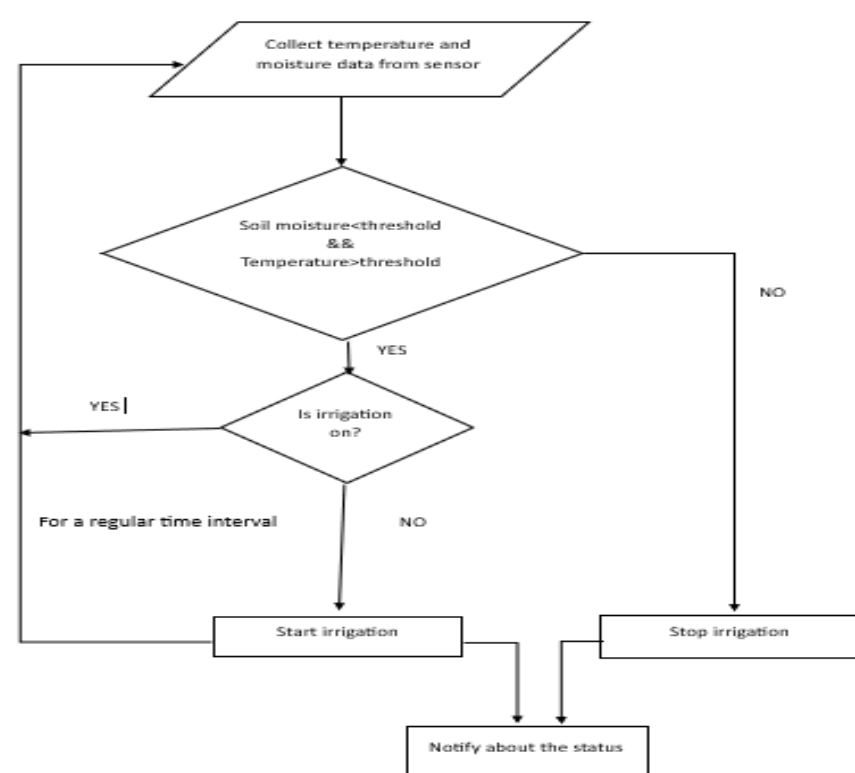 Collect temperature and
moisture data from sensor
Soil moisture<threshold
&&
Temperature>threshold
NO
YES
YES
Is irrigation
on?
For a regular time interval
NO
Start irrigation
Stop irrigation
Notify about the status